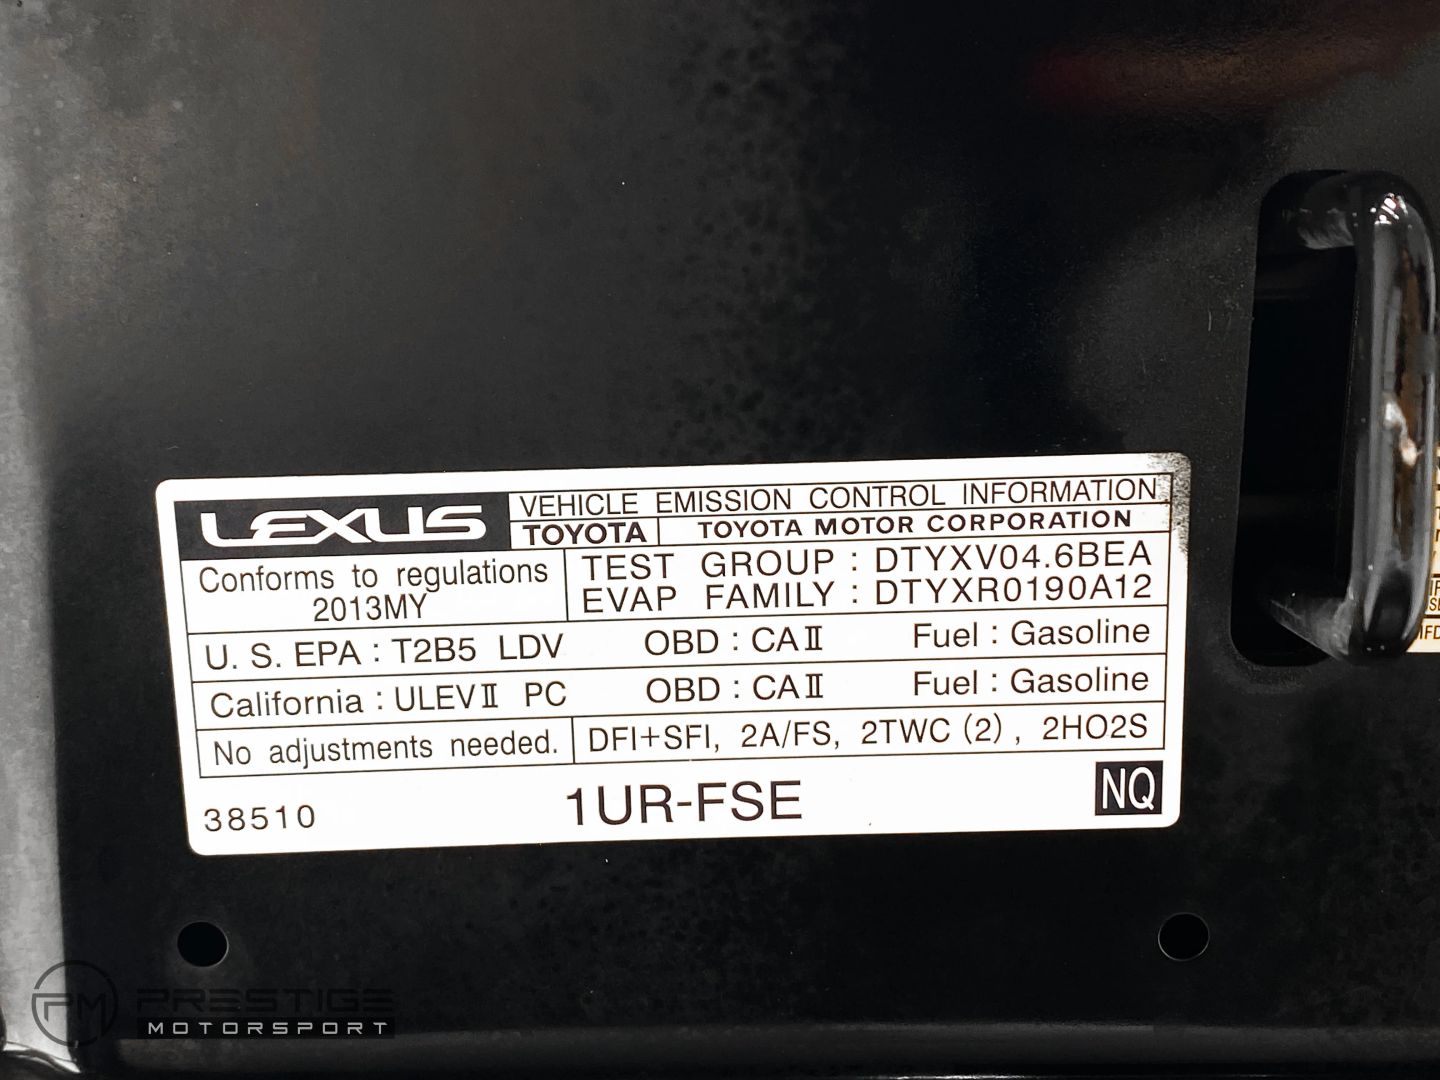 LEXUS
VEHICLE EMISSION CONTROL INFORMATION
TOYOTA TOYOTA MOTOR CORPORATION
Conforms to regulations
2013MY
TEST GROUP : DTYXV04.6BEA
EVAP FAMILY : DTYXR0190A12
U. S. EPA : T2B5 LDV OBD : CAⅡ Fuel : Gasoline
California : ULEVⅡ PC OBD : CAⅡ Fuel : Gasoline
No adjustments needed. DFI+SFI, 2A/FS, 2TWC (2) , 2HO2S
38510 1UR-FSE NQ
PM PRESTIGE
MOTORSPORT